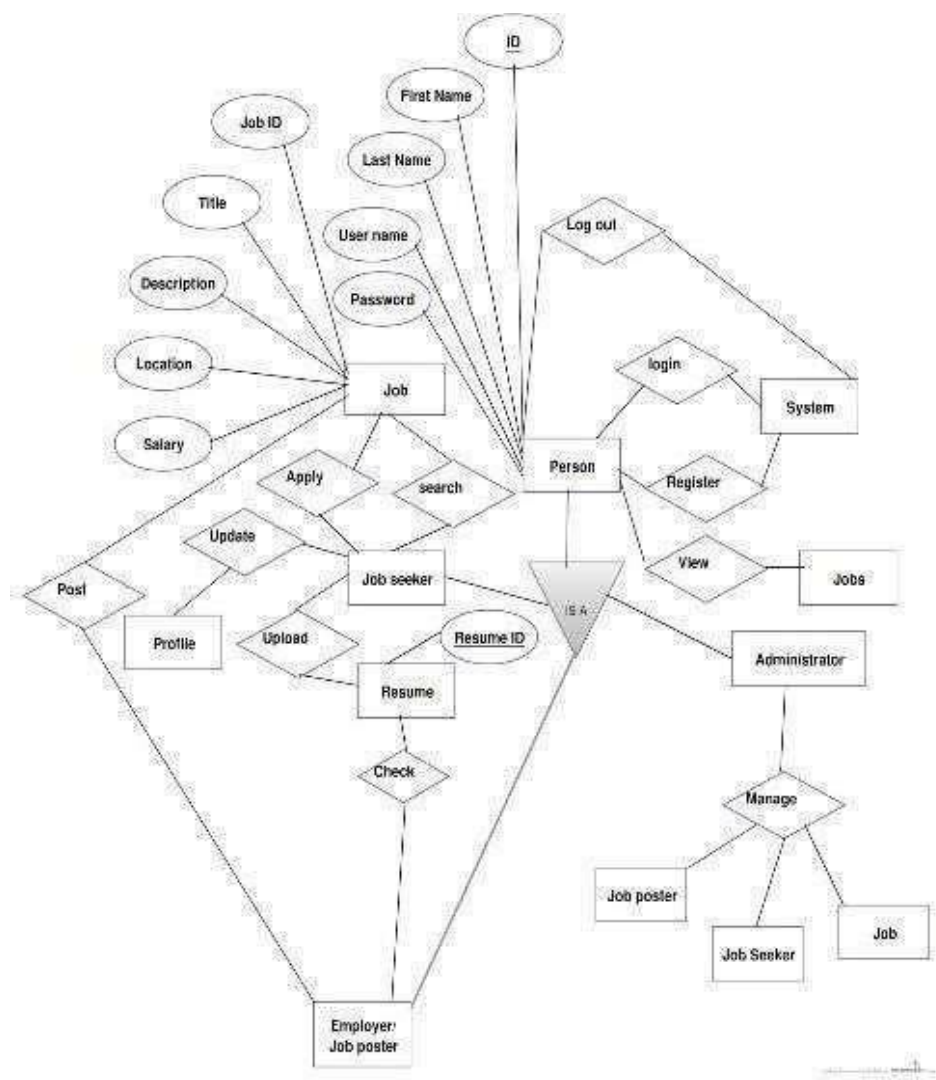 ID
First Name
Job ID
Last Name
Title
Log out
User name
Description
Password
Location
login
Job
System
Salary
Person
Apply
search
Register
Update
View
Post
Job seeker
Jobs
IS A
Profile
Upload
Resume ID
Administrator
Resume
Check
Manage
Job poster
Job
Job Seeker
Employer/
Job poster